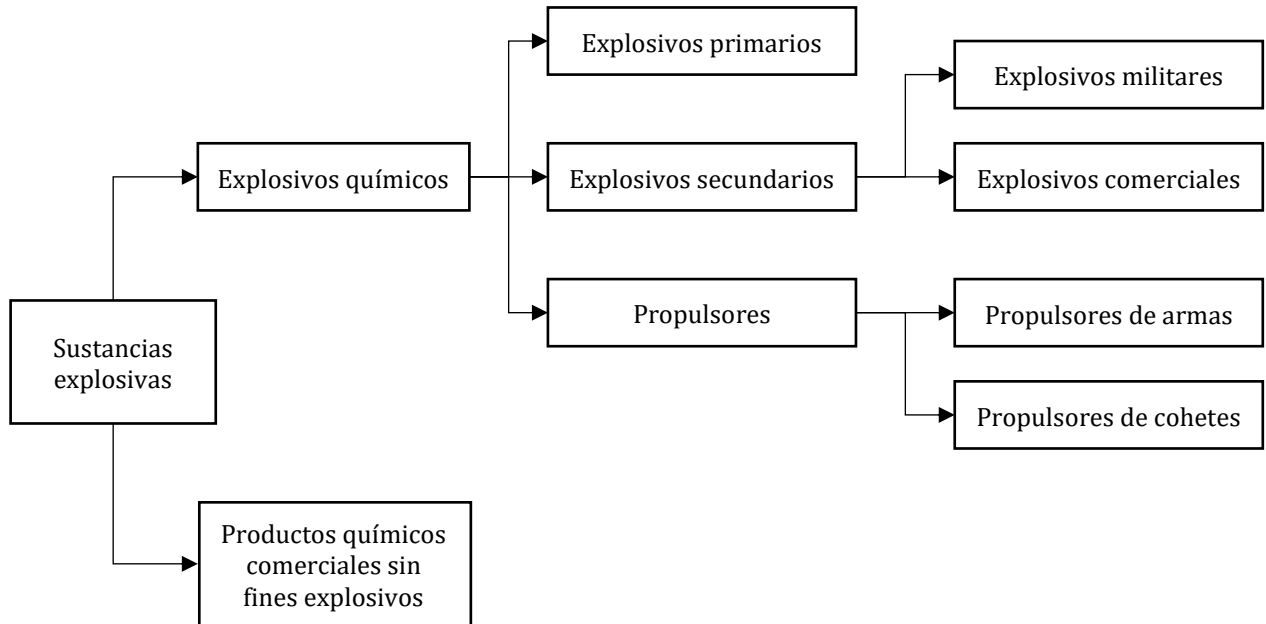 Explosivos primarios
Explosivos militares
Explosivos químicos
Explosivos secundarios
Explosivos comerciales
Sustancias
explosivas
Propulsores
Propulsores de armas
Propulsores de cohetes
Productos químicos
comerciales sin
fines explosivos